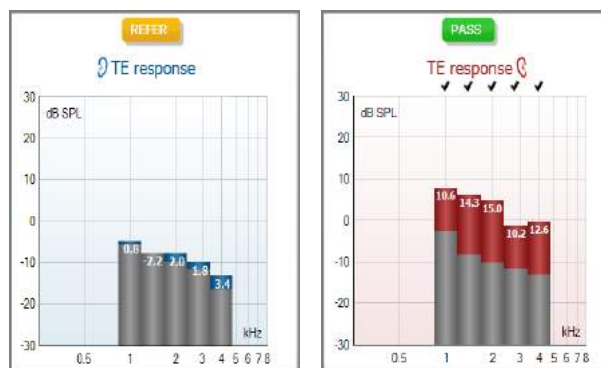 REFER
TE response
30
dB SPL
20
10
0
-10
-20
-30
0.8
-2.2
2.0
1.8
3.4
kHz
0.5 1 2 3 4 5 6 7 8
PASS
TE response
✓ ✓ ✓ ✓ ✓
30
dB SPL
20
10
0
-10
-20
-30
10.6
14.3
15.0
10.2
12.6
kHz
0.5 1 2 3 4 5 6 7 8